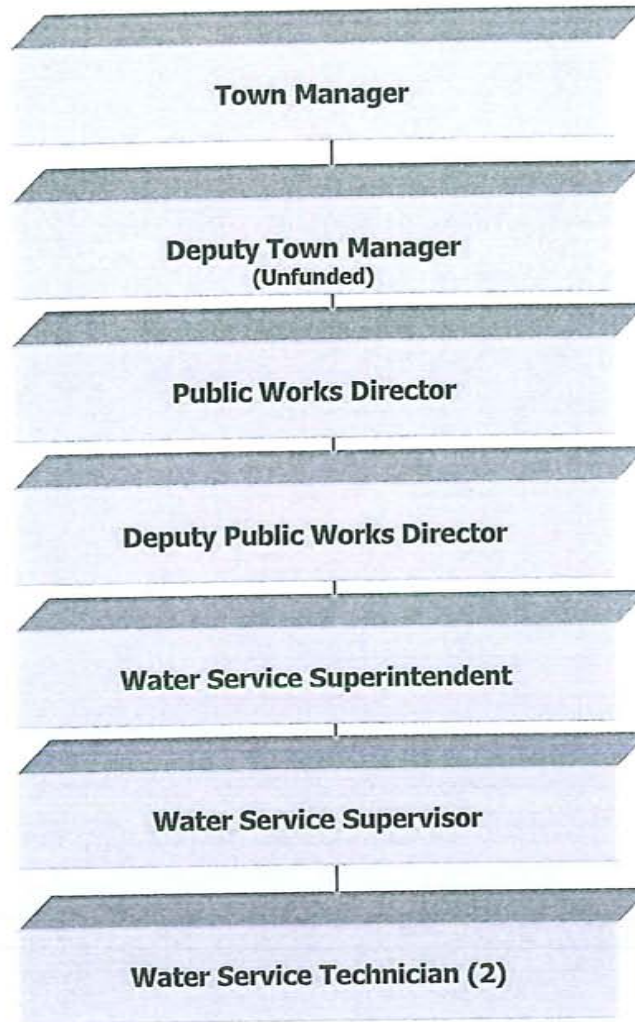 Town Manager
Deputy Town Manager
(Unfunded)
Public Works Director
Deputy Public Works Director
Water Service Superintendent
Water Service Supervisor
Water Service Technician (2)